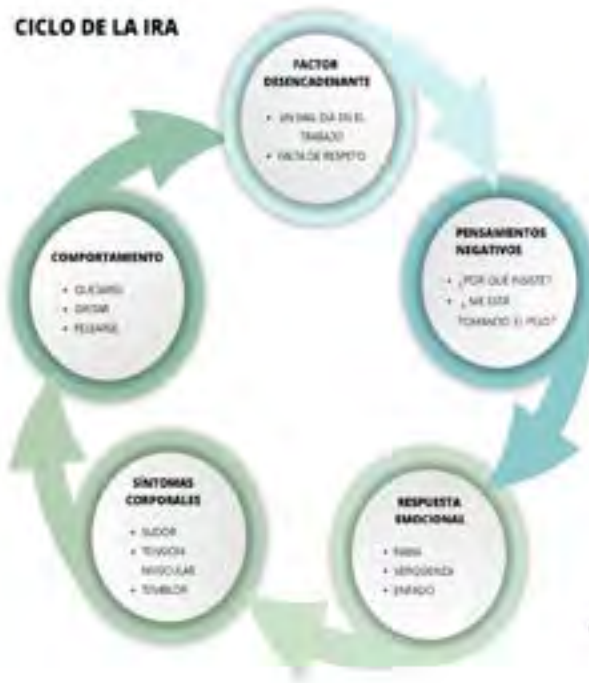 CICLO DE LA IRA
FACTOR
DESENCADENANTE
• UN MAL DÍA EN EL
TRABAJO
• FALTA DE RESPETO
PENSAMIENTOS
NEGATIVOS
• ¿POR QUÉ INSISTE?
• ¿ME ESTÁ
TOMANDO EL PELO?
RESPUESTA
EMOCIONAL
• RABIA
• VERGÜENZA
• ENFADO
SÍNTOMAS
CORPORALES
• SUDOR
• TENSIÓN
MUSCULAR
• TEMBLOR
COMPORTAMIENTO
• QUEJARSE
• GRITAR
• PELEARSE